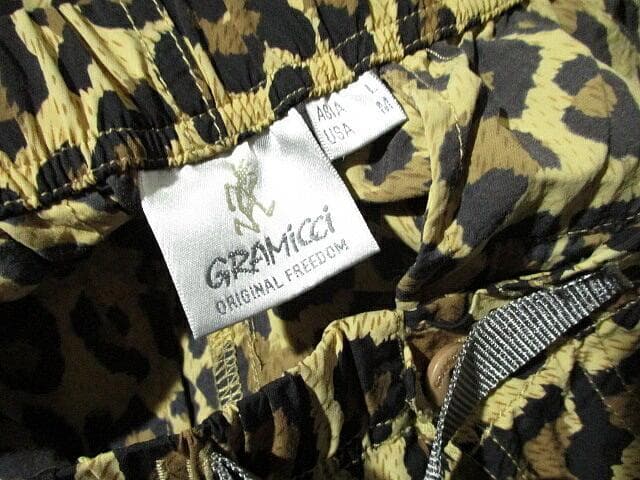 ASIA L
USA M
GRAMiCCi
ORIGINAL FREEDOM